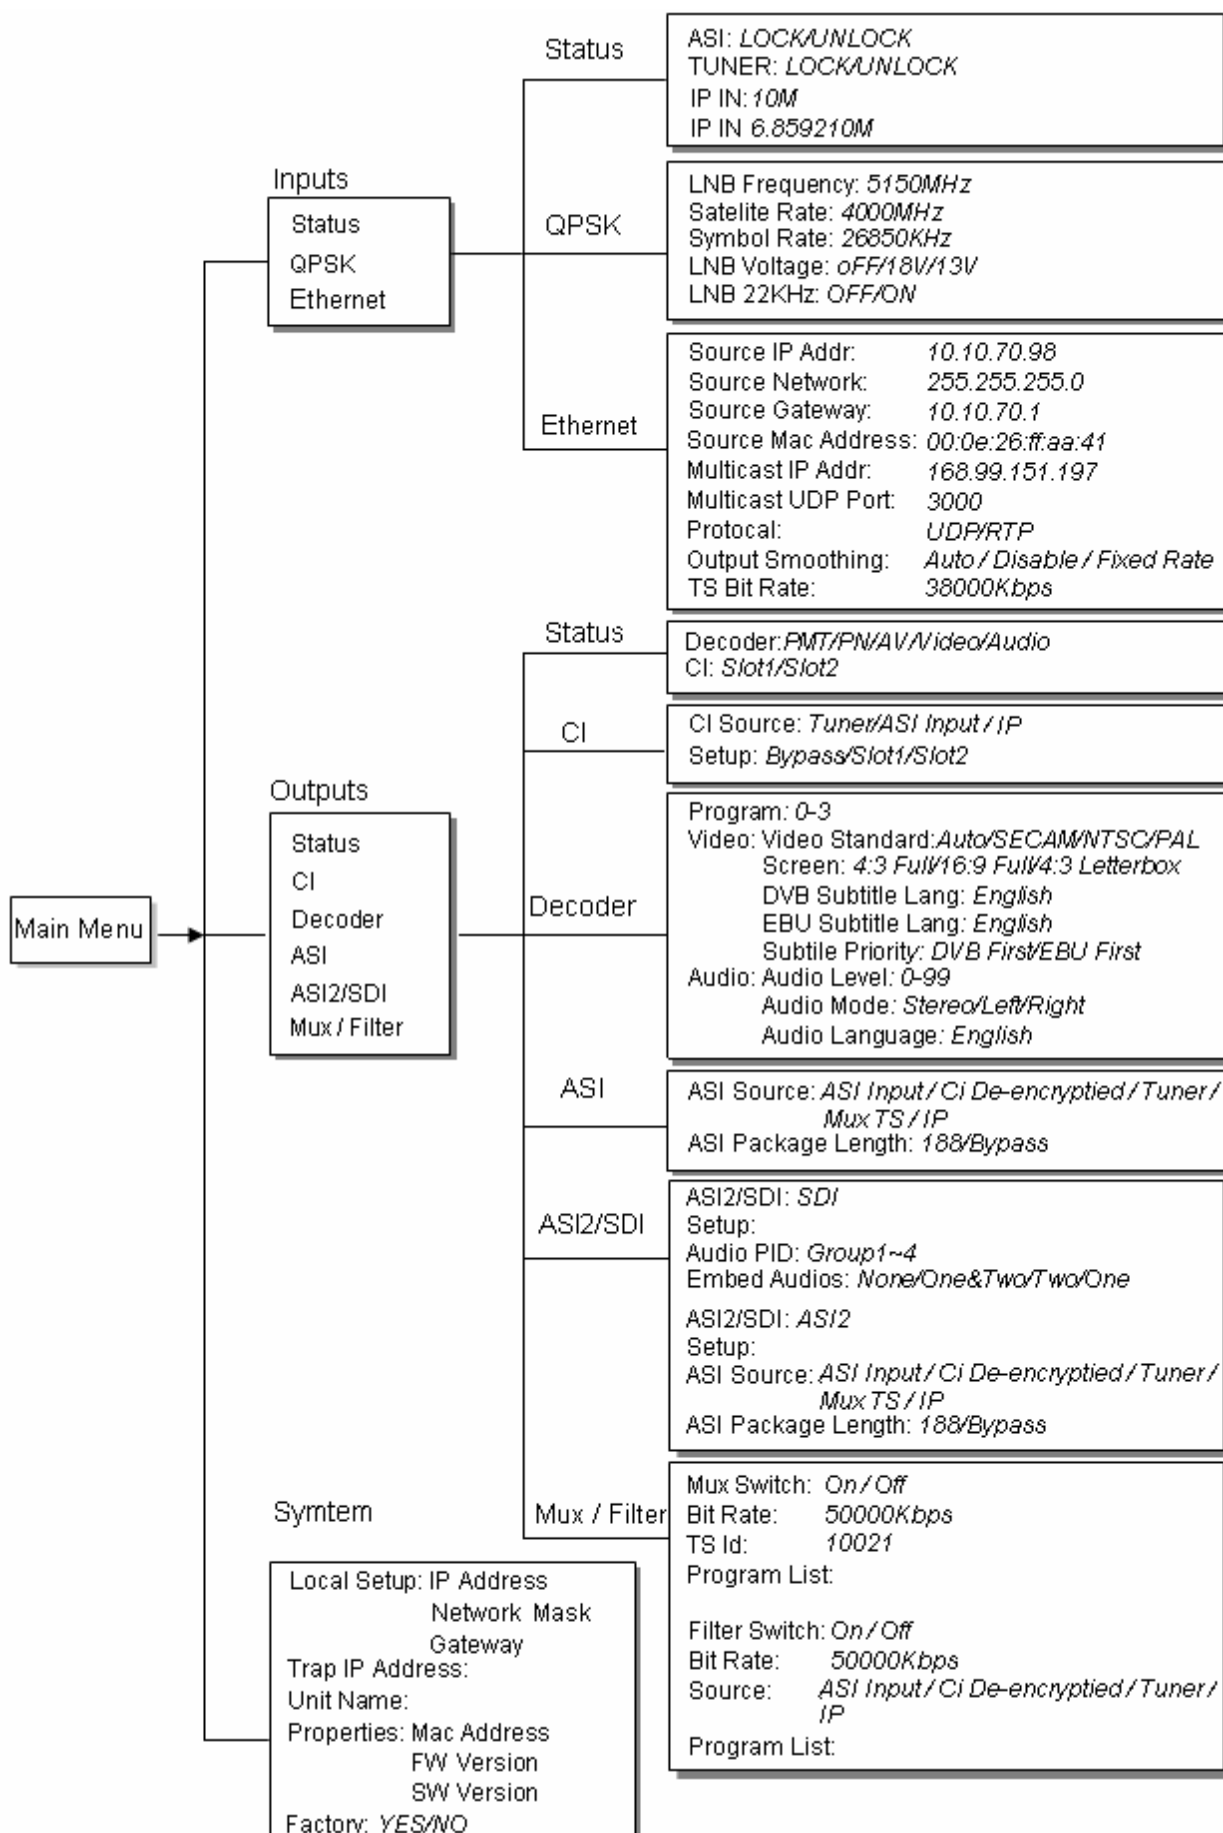 Status
ASI: LOCK/UNLOCK
TUNER: LOCK/UNLOCK
IP IN: 10M
IP IN 6.859210M
Inputs
Status
QPSK
Ethernet
QPSK
LNB Frequency: 5150MHz
Satelite Rate: 4000MHz
Symbol Rate: 26850KHz
LNB Voltage: oFF/18V/13V
LNB 22KHz: OFF/ON
Ethernet
Source IP Addr: 10.10.70.98
Source Network: 255.255.255.0
Source Gateway: 10.10.70.1
Source Mac Address: 00:0e:26:ff:aa:41
Multicast IP Addr: 168.99.151.197
Multicast UDP Port: 3000
Protocal: UDP/RTP
Output Smoothing: Auto / Disable / Fixed Rate
TS Bit Rate: 38000Kbps
Status
Decoder:PMT/PN/AV/Video/Audio
CI: Slot1/Slot2
CI
CI Source: Tuner/ASI Input / IP
Setup: Bypass/Slot1/Slot2
Outputs
Status
CI
Decoder
ASI
ASI2/SDI
Mux / Filter
Main Menu
Decoder
Program: 0-3
Video: Video Standard:Auto/SECAM/NTSC/PAL
Screen: 4:3 Full/16:9 Full/4:3 Letterbox
DVB Subtitle Lang: English
EBU Subtitle Lang: English
Subtile Priority: DVB First/EBU First
Audio: Audio Level: 0-99
Audio Mode: Stereo/Left/Right
Audio Language: English
ASI
ASI Source: ASI Input / Ci De-encryptied / Tuner /
Mux TS / IP
ASI Package Length: 188/Bypass
ASI2/SDI
ASI2/SDI: SDI
Setup:
Audio PID: Group1~4
Embed Audios: None/One&Two/Two/One
ASI2/SDI: ASI2
Setup:
ASI Source: ASI Input / Ci De-encryptied / Tuner /
Mux TS / IP
ASI Package Length: 188/Bypass
Mux / Filter
Mux Switch: On / Off
Bit Rate: 50000Kbps
TS Id: 10021
Program List:
Filter Switch: On / Off
Bit Rate: 50000Kbps
Source: ASI Input / Ci De-encryptied / Tuner /
IP
Program List:
Symtem
Local Setup: IP Address
Network Mask
Gateway
Trap IP Address:
Unit Name:
Properties: Mac Address
FW Version
SW Version
Factory: YES/NO